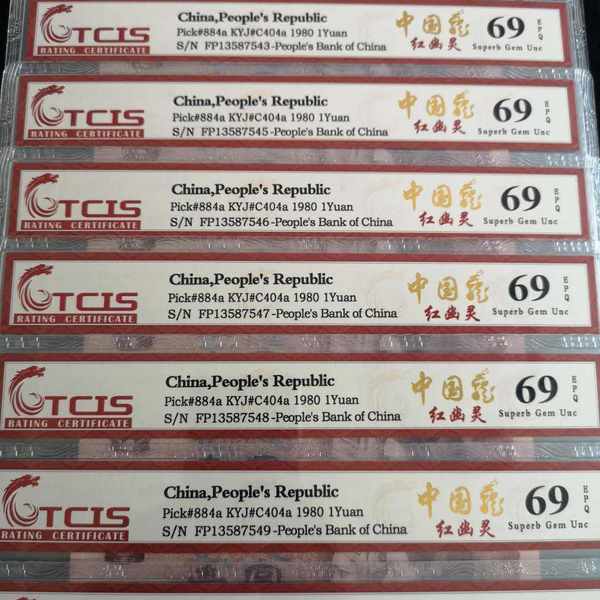 TCIS
RATING CERTIFICATE
China,People's Republic
Pick#884a KYJ#C404a 1980 1Yuan
S/N FP13587543-People's Bank of China
中国龙
红幽灵
69
EPQ
Superb Gem Unc
TCIS
RATING CERTIFICATE
China,People's Republic
Pick#884a KYJ#C404a 1980 1Yuan
S/N FP13587545-People's Bank of China
中国龙
红幽灵
69
EPQ
Superb Gem Unc
TCIS
RATING CERTIFICATE
China,People's Republic
Pick#884a KYJ#C404a 1980 1Yuan
S/N FP13587546-People's Bank of China
中国龙
红幽灵
69
EPQ
Superb Gem Unc
TCIS
RATING CERTIFICATE
China,People's Republic
Pick#884a KYJ#C404a 1980 1Yuan
S/N FP13587547-People's Bank of China
中国龙
红幽灵
69
EPQ
Superb Gem Unc
TCIS
RATING CERTIFICATE
China,People's Republic
Pick#884a KYJ#C404a 1980 1Yuan
S/N FP13587548-People's Bank of China
中国龙
红幽灵
69
EPQ
Superb Gem Unc
TCIS
RATING CERTIFICATE
China,People's Republic
Pick#884a KYJ#C404a 1980 1Yuan
S/N FP13587549-People's Bank of China
中国龙
红幽灵
69
EPQ
Superb Gem Unc